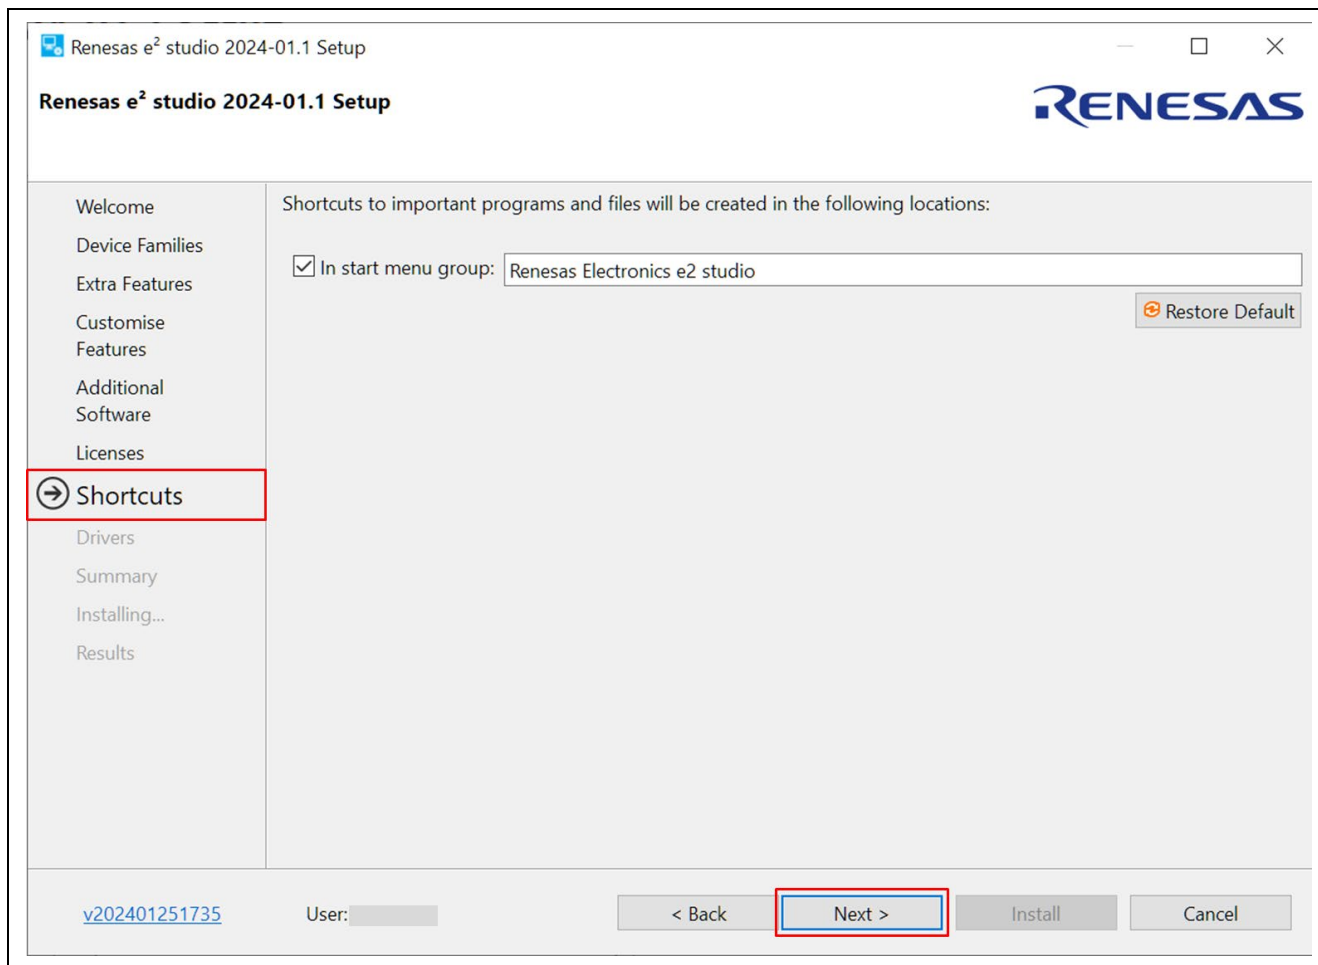 Renesas e² studio 2024-01.1 Setup
Renesas e² studio 2024-01.1 Setup
RENESAS
Welcome
Device Families
Extra Features
Customise
Features
Additional
Software
Licenses
Shortcuts
Drivers
Summary
Installing...
Results
Shortcuts to important programs and files will be created in the following locations:
In start menu group: Renesas Electronics e2 studio
Restore Default
v202401251735 User: < Back Next > Install Cancel